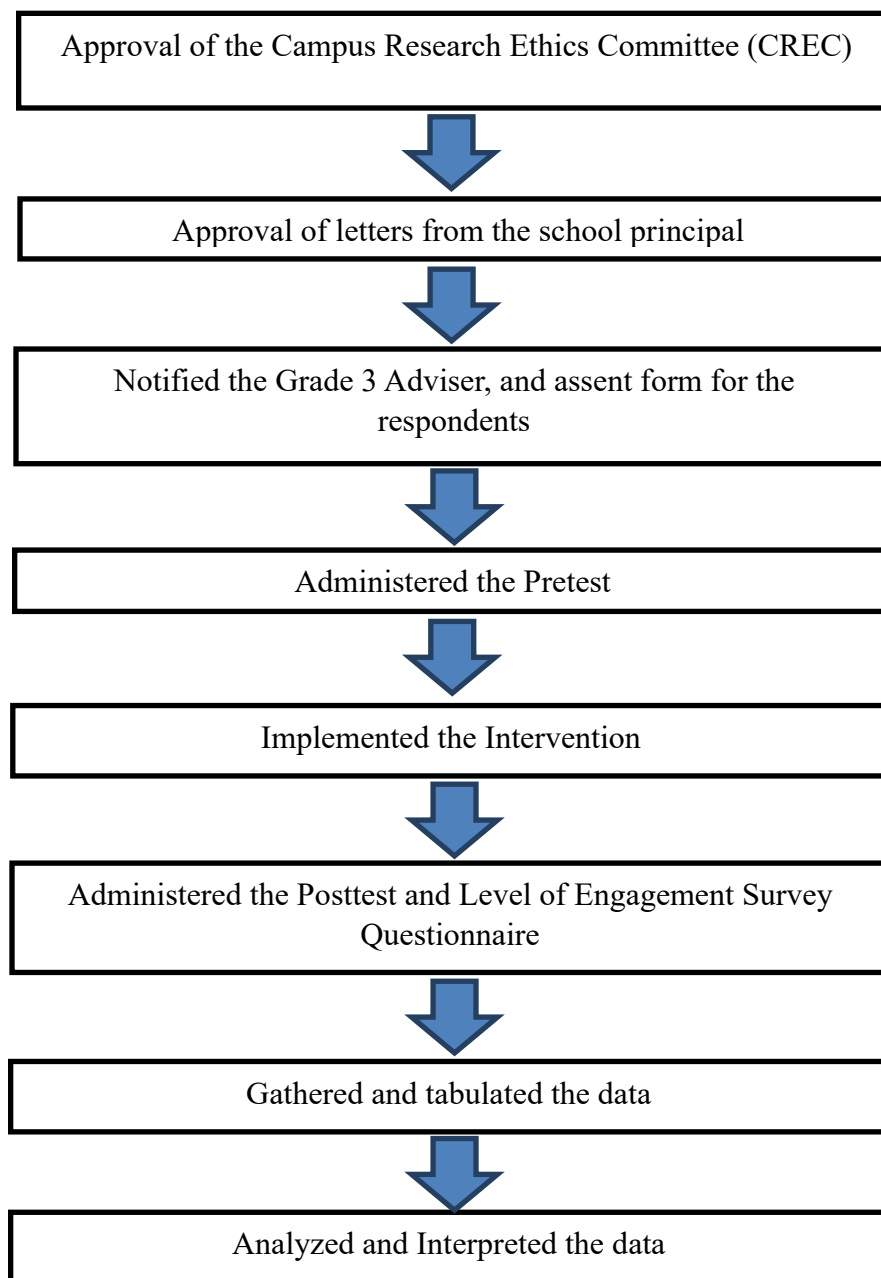 Approval of the Campus Research Ethics Committee (CREC)
Approval of letters from the school principal
Notified the Grade 3 Adviser, and assent form for the
respondents
Administered the Pretest
Implemented the Intervention
Administered the Posttest and Level of Engagement Survey
Questionnaire
Gathered and tabulated the data
Analyzed and Interpreted the data